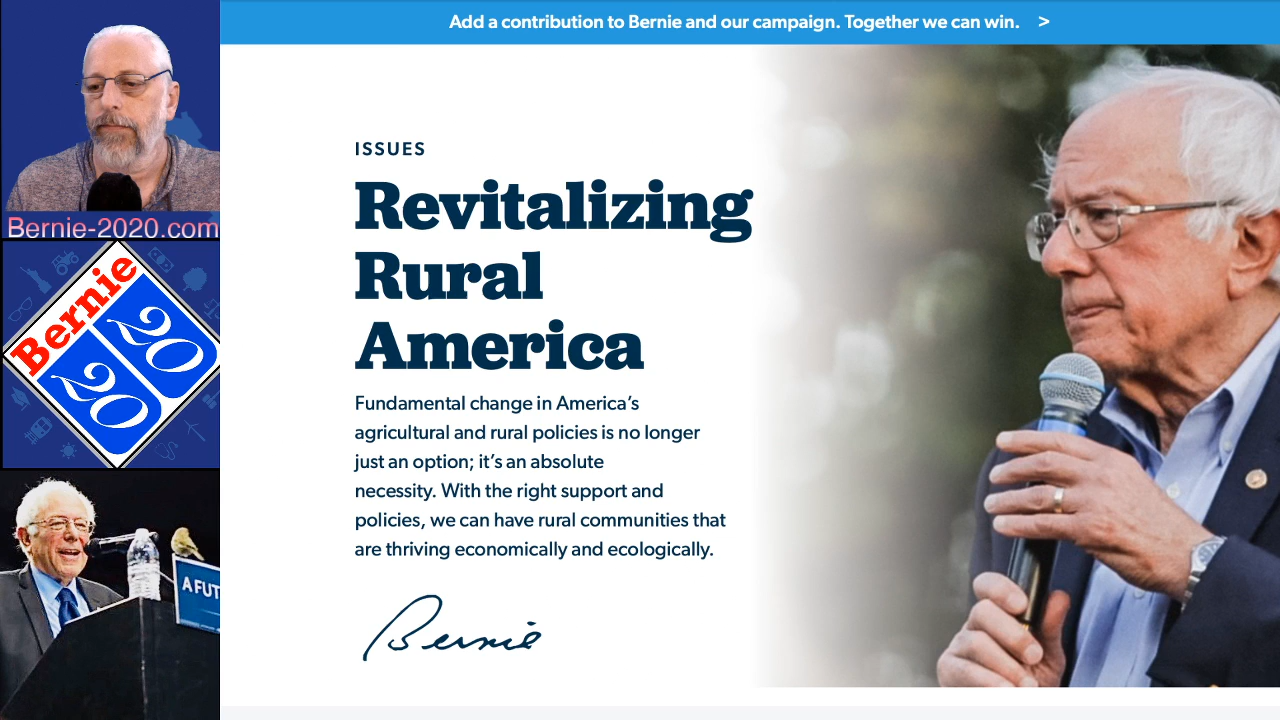 Add a contribution to Bernie and our campaign. Together we can win. >
ISSUES
Revitalizing
Rural
America
Fundamental change in America’s
agricultural and rural policies is no longer
just an option; it’s an absolute
necessity. With the right support and
policies, we can have rural communities that
are thriving economically and ecologically.
Bernie
Bernie-2020.com
Bernie
20
20
A FUT